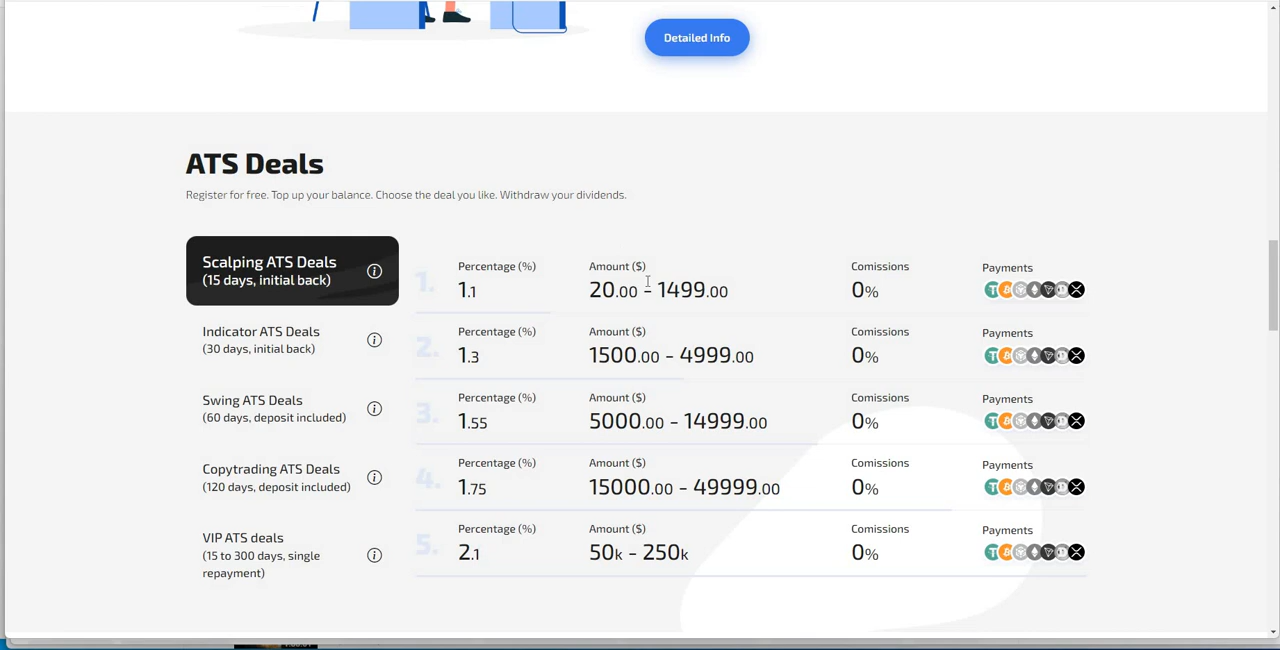 Detailed Info
ATS Deals
Register for free. Top up your balance. Choose the deal you like. Withdraw your dividends.
Scalping ATS Deals
(15 days, initial back)
Indicator ATS Deals
(30 days, initial back)
Swing ATS Deals
(60 days, deposit included)
Copytrading ATS Deals
(120 days, deposit included)
VIP ATS deals
(15 to 300 days, single
repayment)
1. Percentage (%) Amount ($) Comissions Payments
1.1 20.00 - 1499.00 0%
2. Percentage (%) Amount ($) Comissions Payments
1.3 1500.00 - 4999.00 0%
3. Percentage (%) Amount ($) Comissions Payments
1.55 5000.00 - 14999.00 0%
4. Percentage (%) Amount ($) Comissions Payments
1.75 15000.00 - 49999.00 0%
5. Percentage (%) Amount ($) Comissions Payments
2.1 50k - 250k 0%